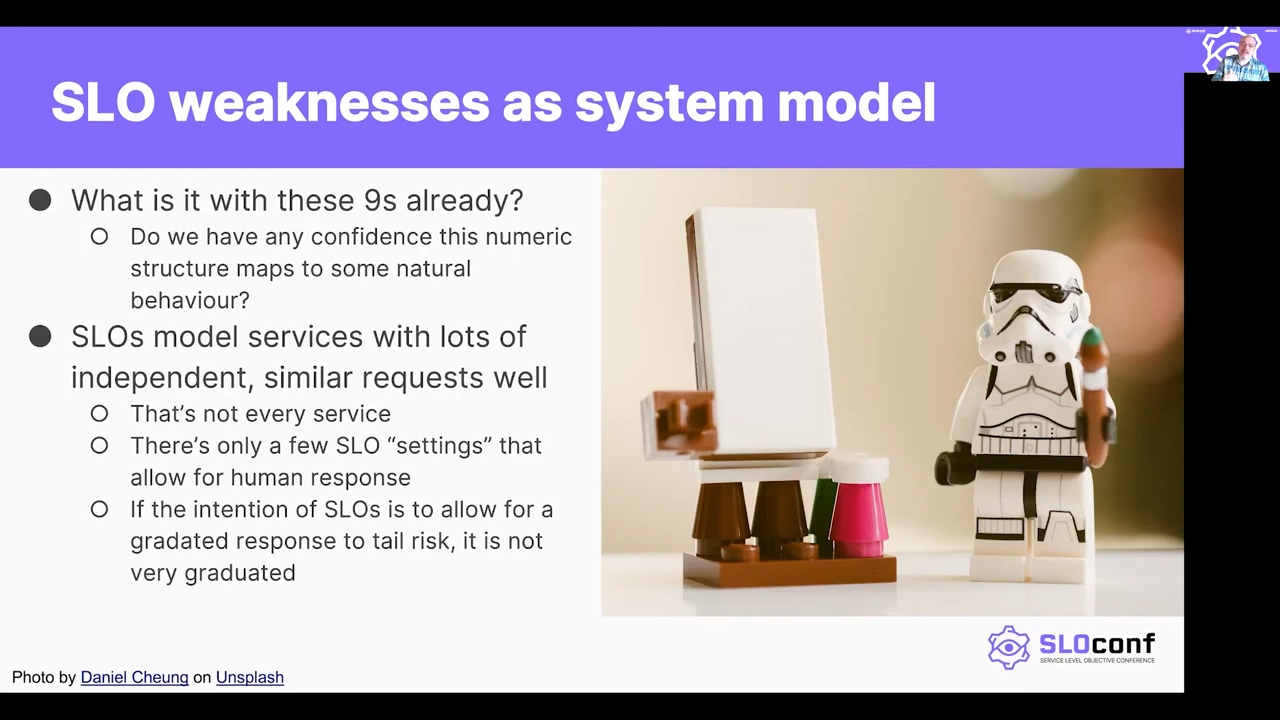 SLO weaknesses as system model
What is it with these 9s already?
Do we have any confidence this numeric
structure maps to some natural
behaviour?
SLOs model services with lots of
independent, similar requests well
That’s not every service
There’s only a few SLO “settings” that
allow for human response
If the intention of SLOs is to allow for a
gradated response to tail risk, it is not
very graduated
SLOconf
SERVICE LEVEL OBJECTIVE CONFERENCE
Photo by Daniel Cheung on Unsplash